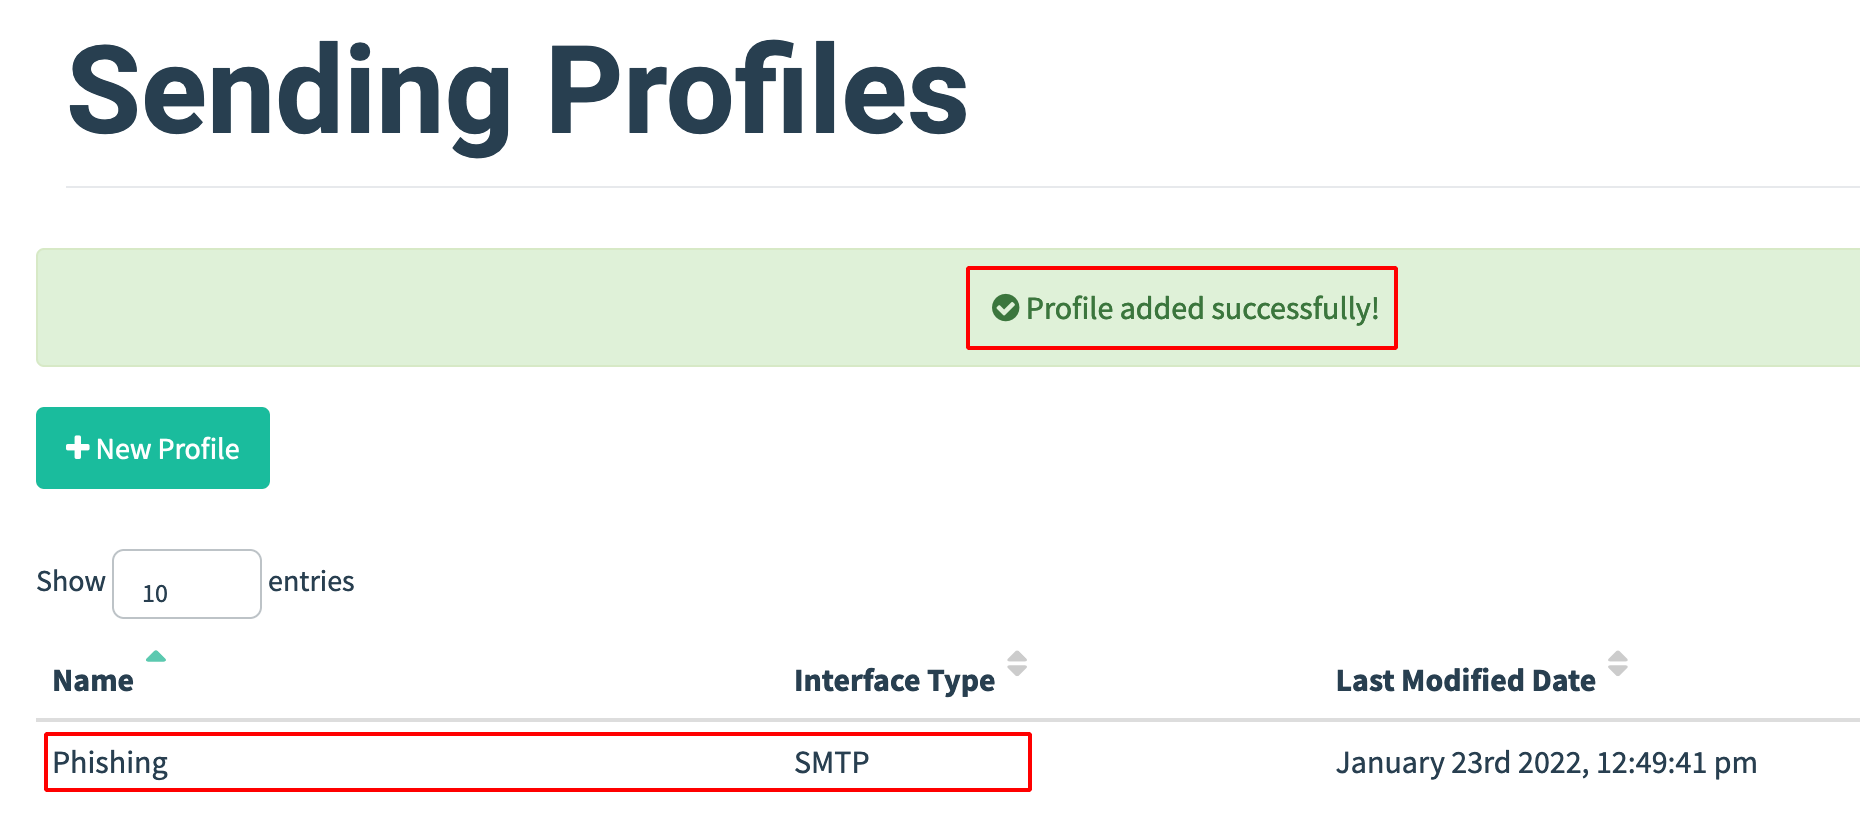 Sending Profiles
Profile added successfully!
New Profile
Show 10 entries
Name Interface Type Last Modified Date
Phishing SMTP January 23rd 2022, 12:49:41 pm